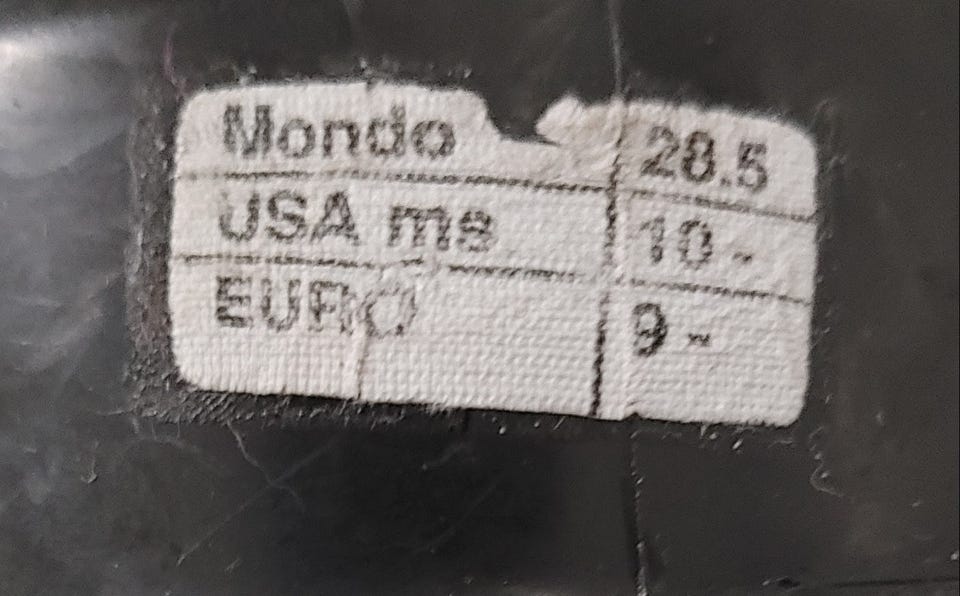 Mondo 28.5
USA ms 10-
EURO 9-